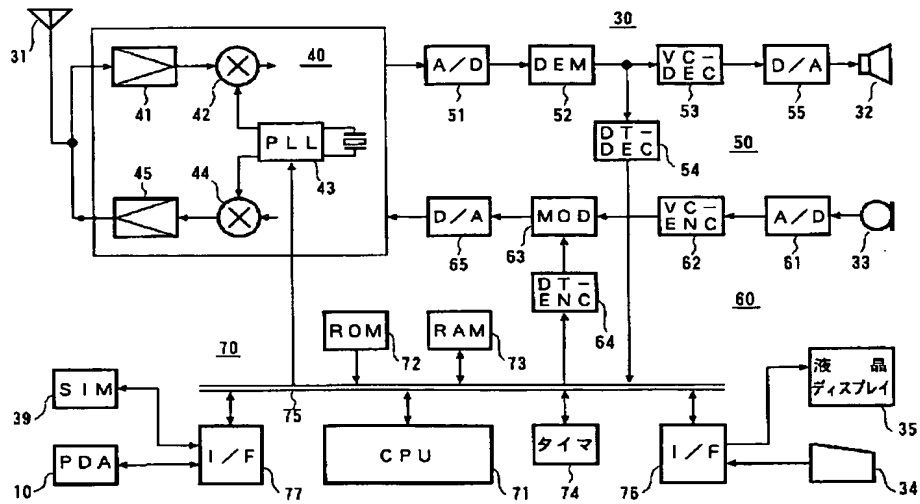 31
30
40
A/D
DEM
VC-
DEC
D/A
41
42
51
52
53
55
32
PLL
DT-
DEC
50
54
45
44
43
D/A
MOD
VC-
ENC
A/D
65
63
62
61
33
DT-
ENC
60
64
70
ROM
RAM
72
73
SIM
39
75
液晶
ディスプレイ
35
PDA
10
I/F
77
CPU
71
タイマ
74
I/F
76
34